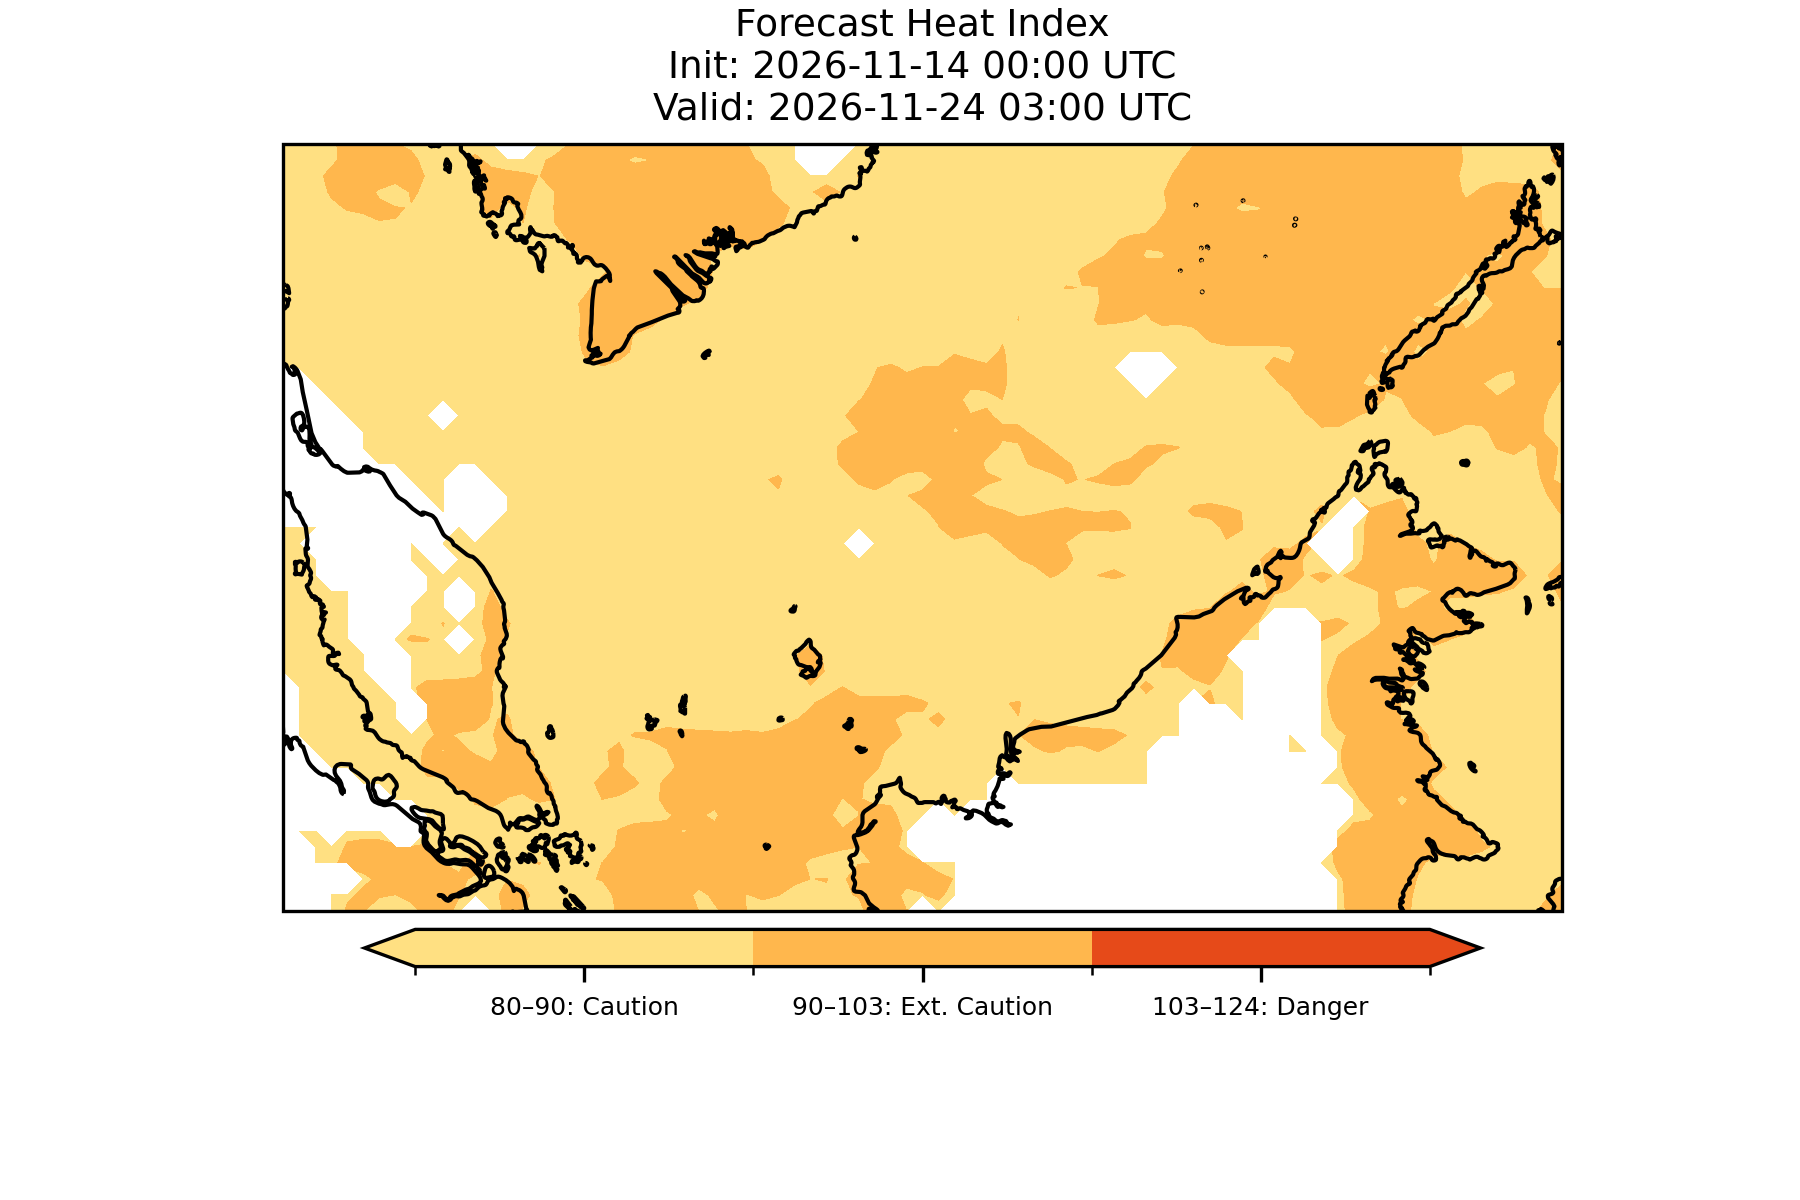 Forecast Heat Index
Init: 2026-11-14 00:00 UTC
Valid: 2026-11-24 03:00 UTC
80–90: Caution
90–103: Ext. Caution
103–124: Danger